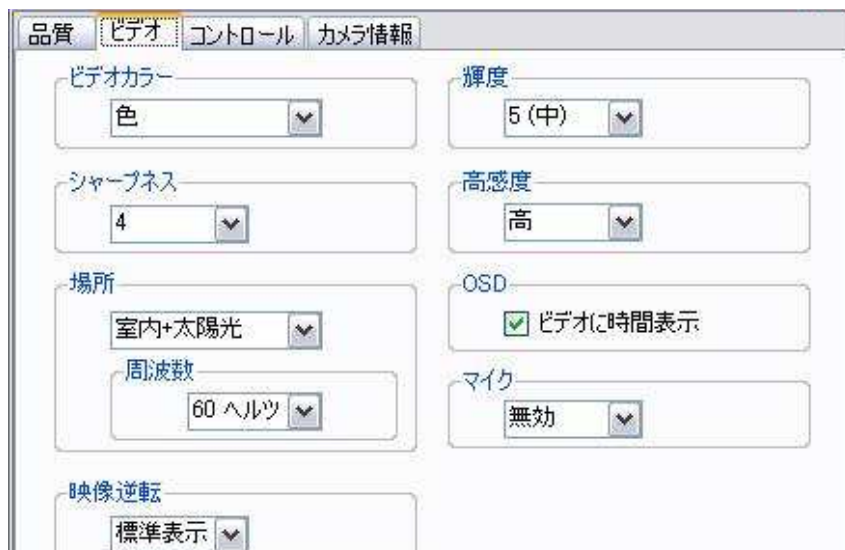 品質 ビデオ コントロール カメラ情報
ビデオカラー
色
輝度
5 (中)
シャープネス
4
高感度
高
場所
室内+太陽光
周波数
60 ヘルツ
OSD
ビデオに時間表示
マイク
無効
映像逆転
標準表示